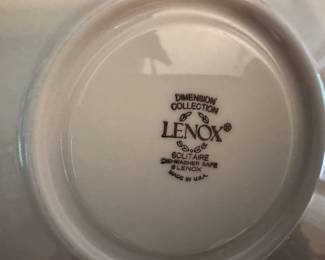 DIMENSION
COLLECTION
LENOX®
SOLITAIRE
DISHWASHER SAFE
© LENOX
MADE IN U.S.A.